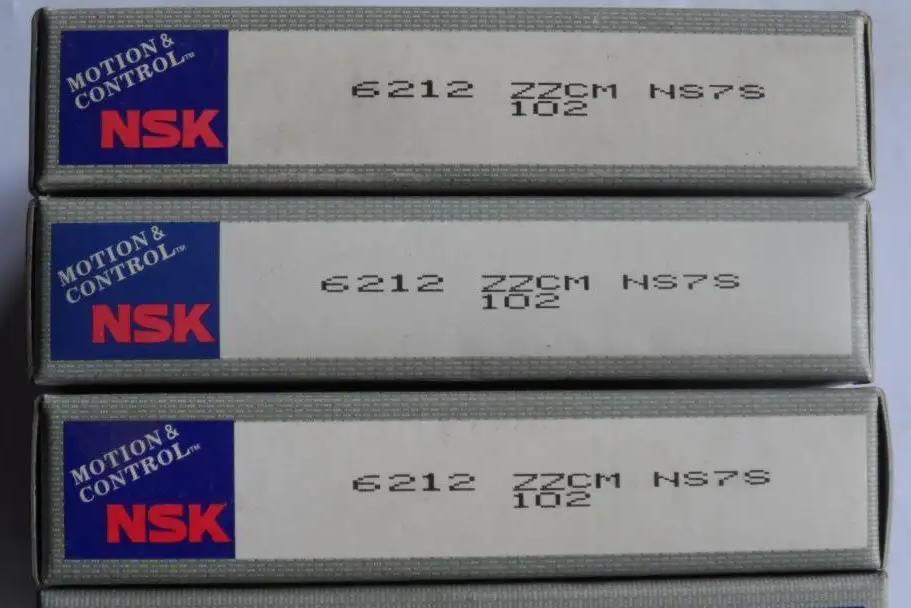 MOTION &
CONTROL™
NSK
6212 ZZCM NS7S
102
MOTION &
CONTROL™
NSK
6212 ZZCM NS7S
102
MOTION &
CONTROL™
NSK
6212 ZZCM NS7S
102